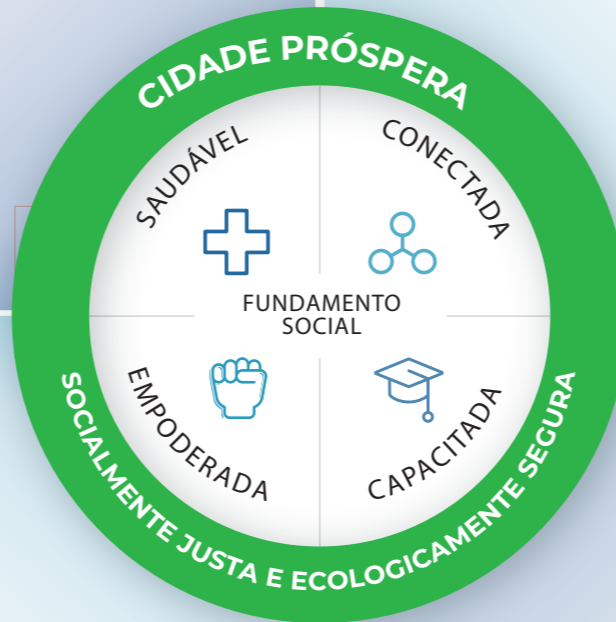 CIDADE PRÓSPERA
SAUDÁVEL
CONECTADA
FUNDAMENTO
SOCIAL
EMPODERADA
CAPACITADA
SOCIALMENTE JUSTA E ECOLOGICAMENTE SEGURA